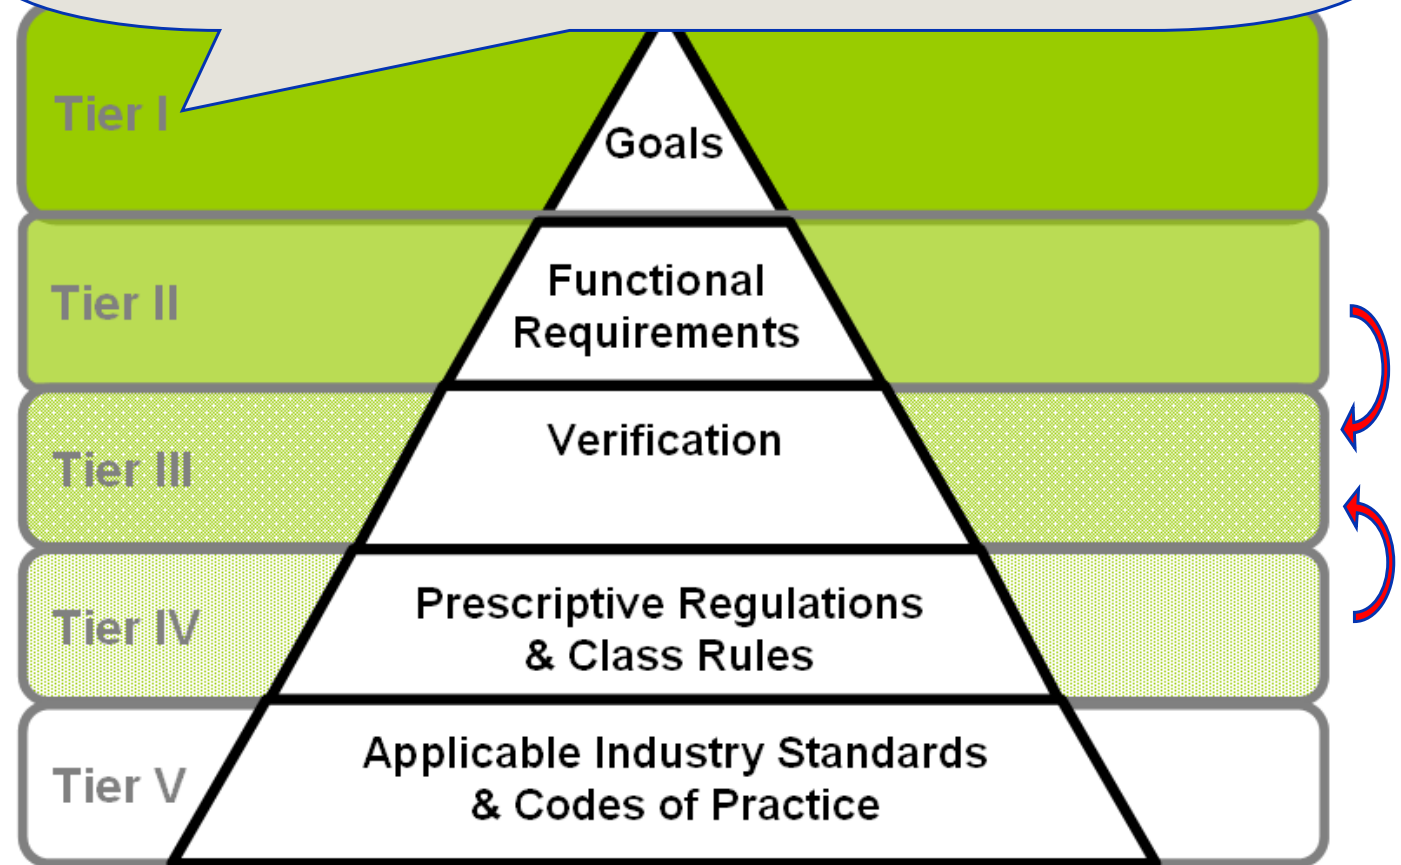 Tier I
Goals
Tier II
Functional
Requirements
Tier III
Verification
Tier IV
Prescriptive Regulations
& Class Rules
Tier V
Applicable Industry Standards
& Codes of Practice